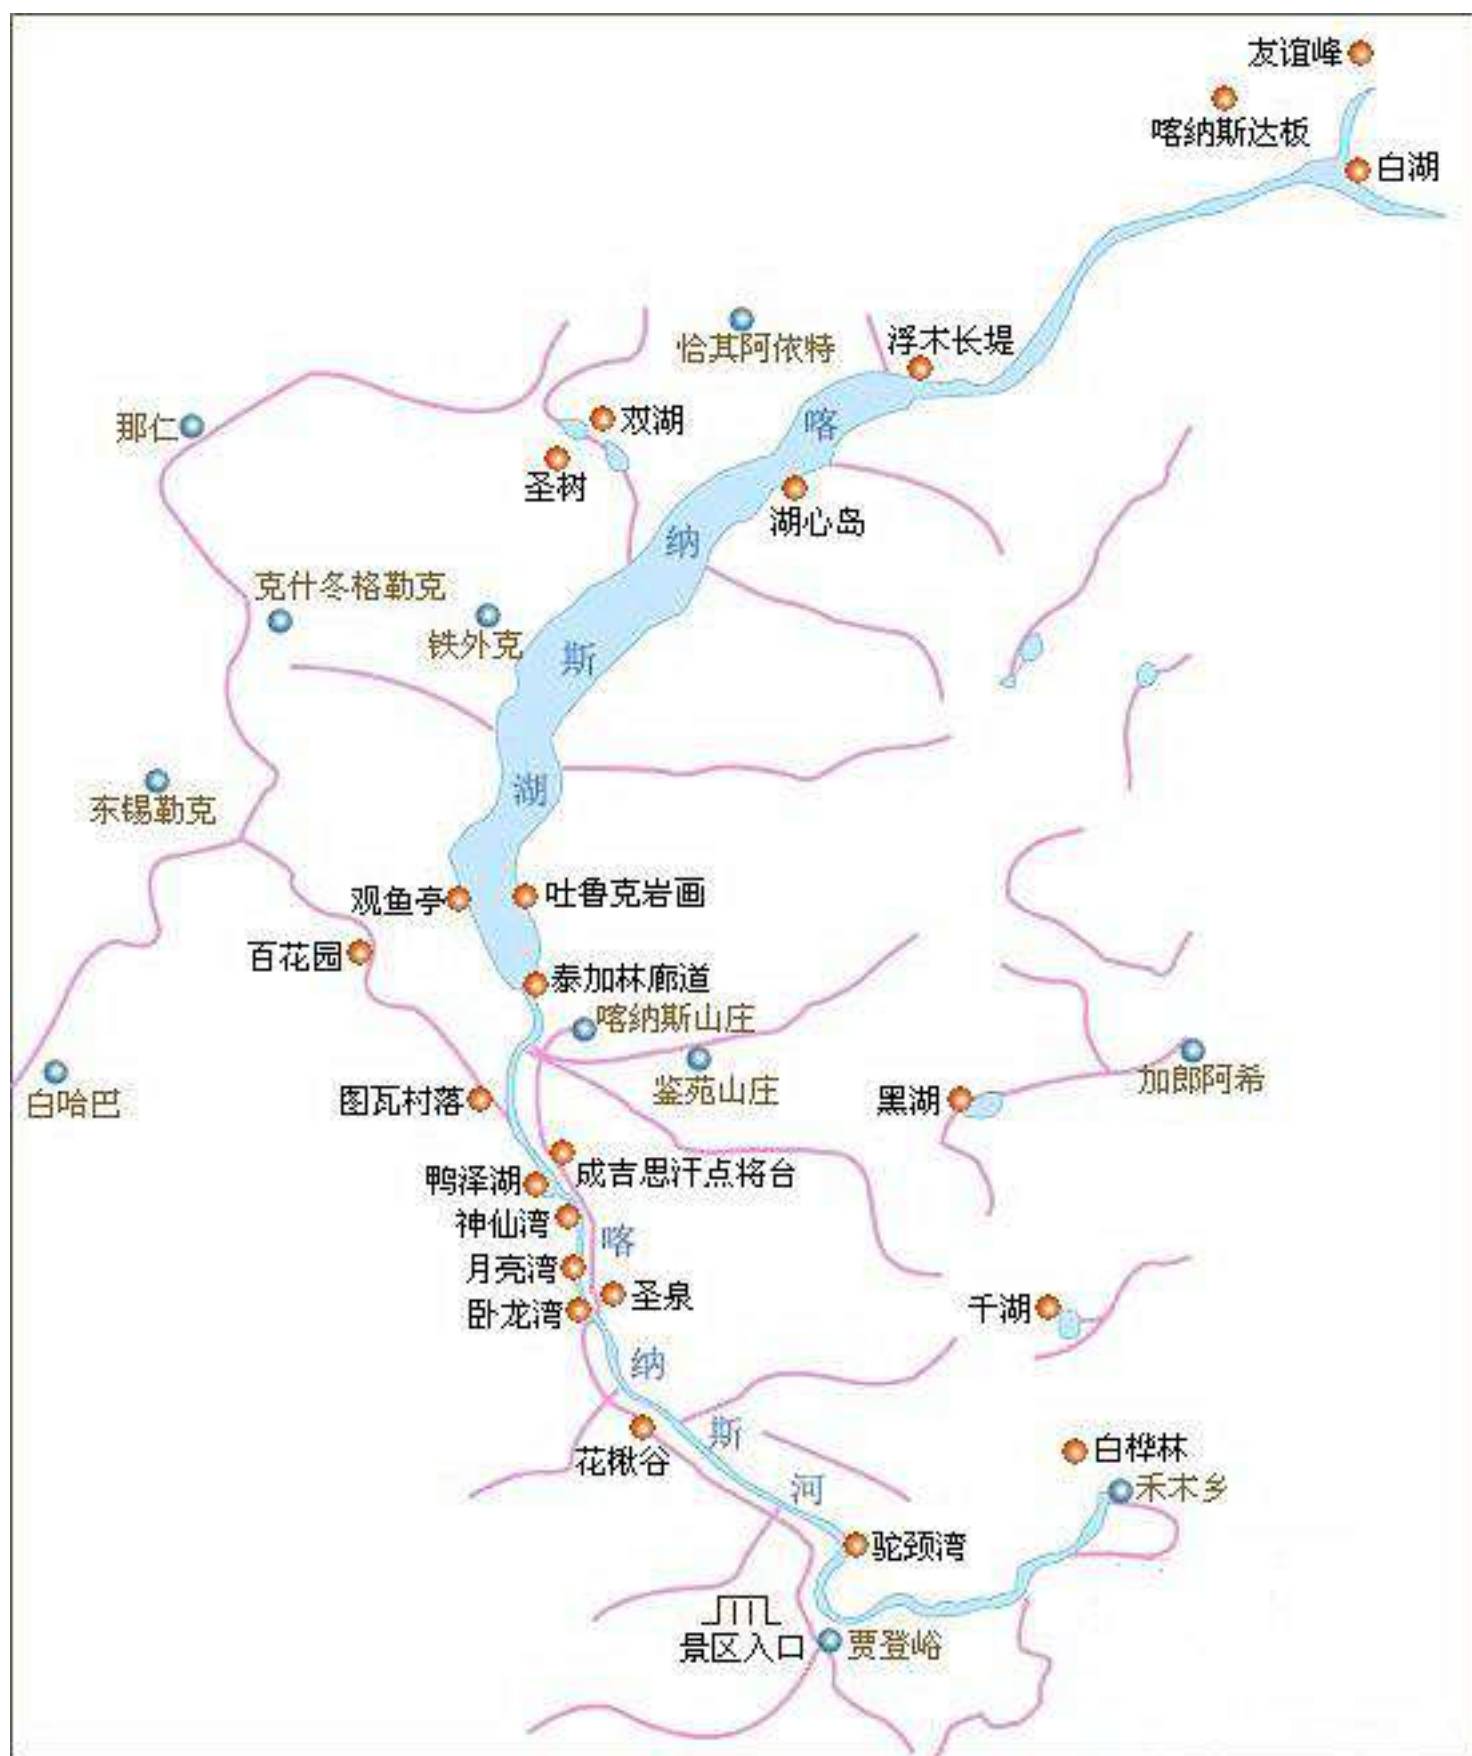 友谊峰
喀纳斯达板
白湖
恰其阿依特
浮木长堤
那仁
双湖
喀
圣树
湖心岛
纳
克什冬格勒克
铁外克
斯
湖
东锡勒克
观鱼亭
吐鲁克岩画
百花园
泰加林廊道
喀纳斯山庄
鉴苑山庄
加郎阿希
白哈巴
图瓦村落
黑湖
成吉思汗点将台
鸭泽湖
神仙湾
喀
月亮湾
圣泉
卧龙湾
千湖
纳
斯
白桦林
花楸谷
河
禾木乡
驼颈湾
景区入口
贾登峪